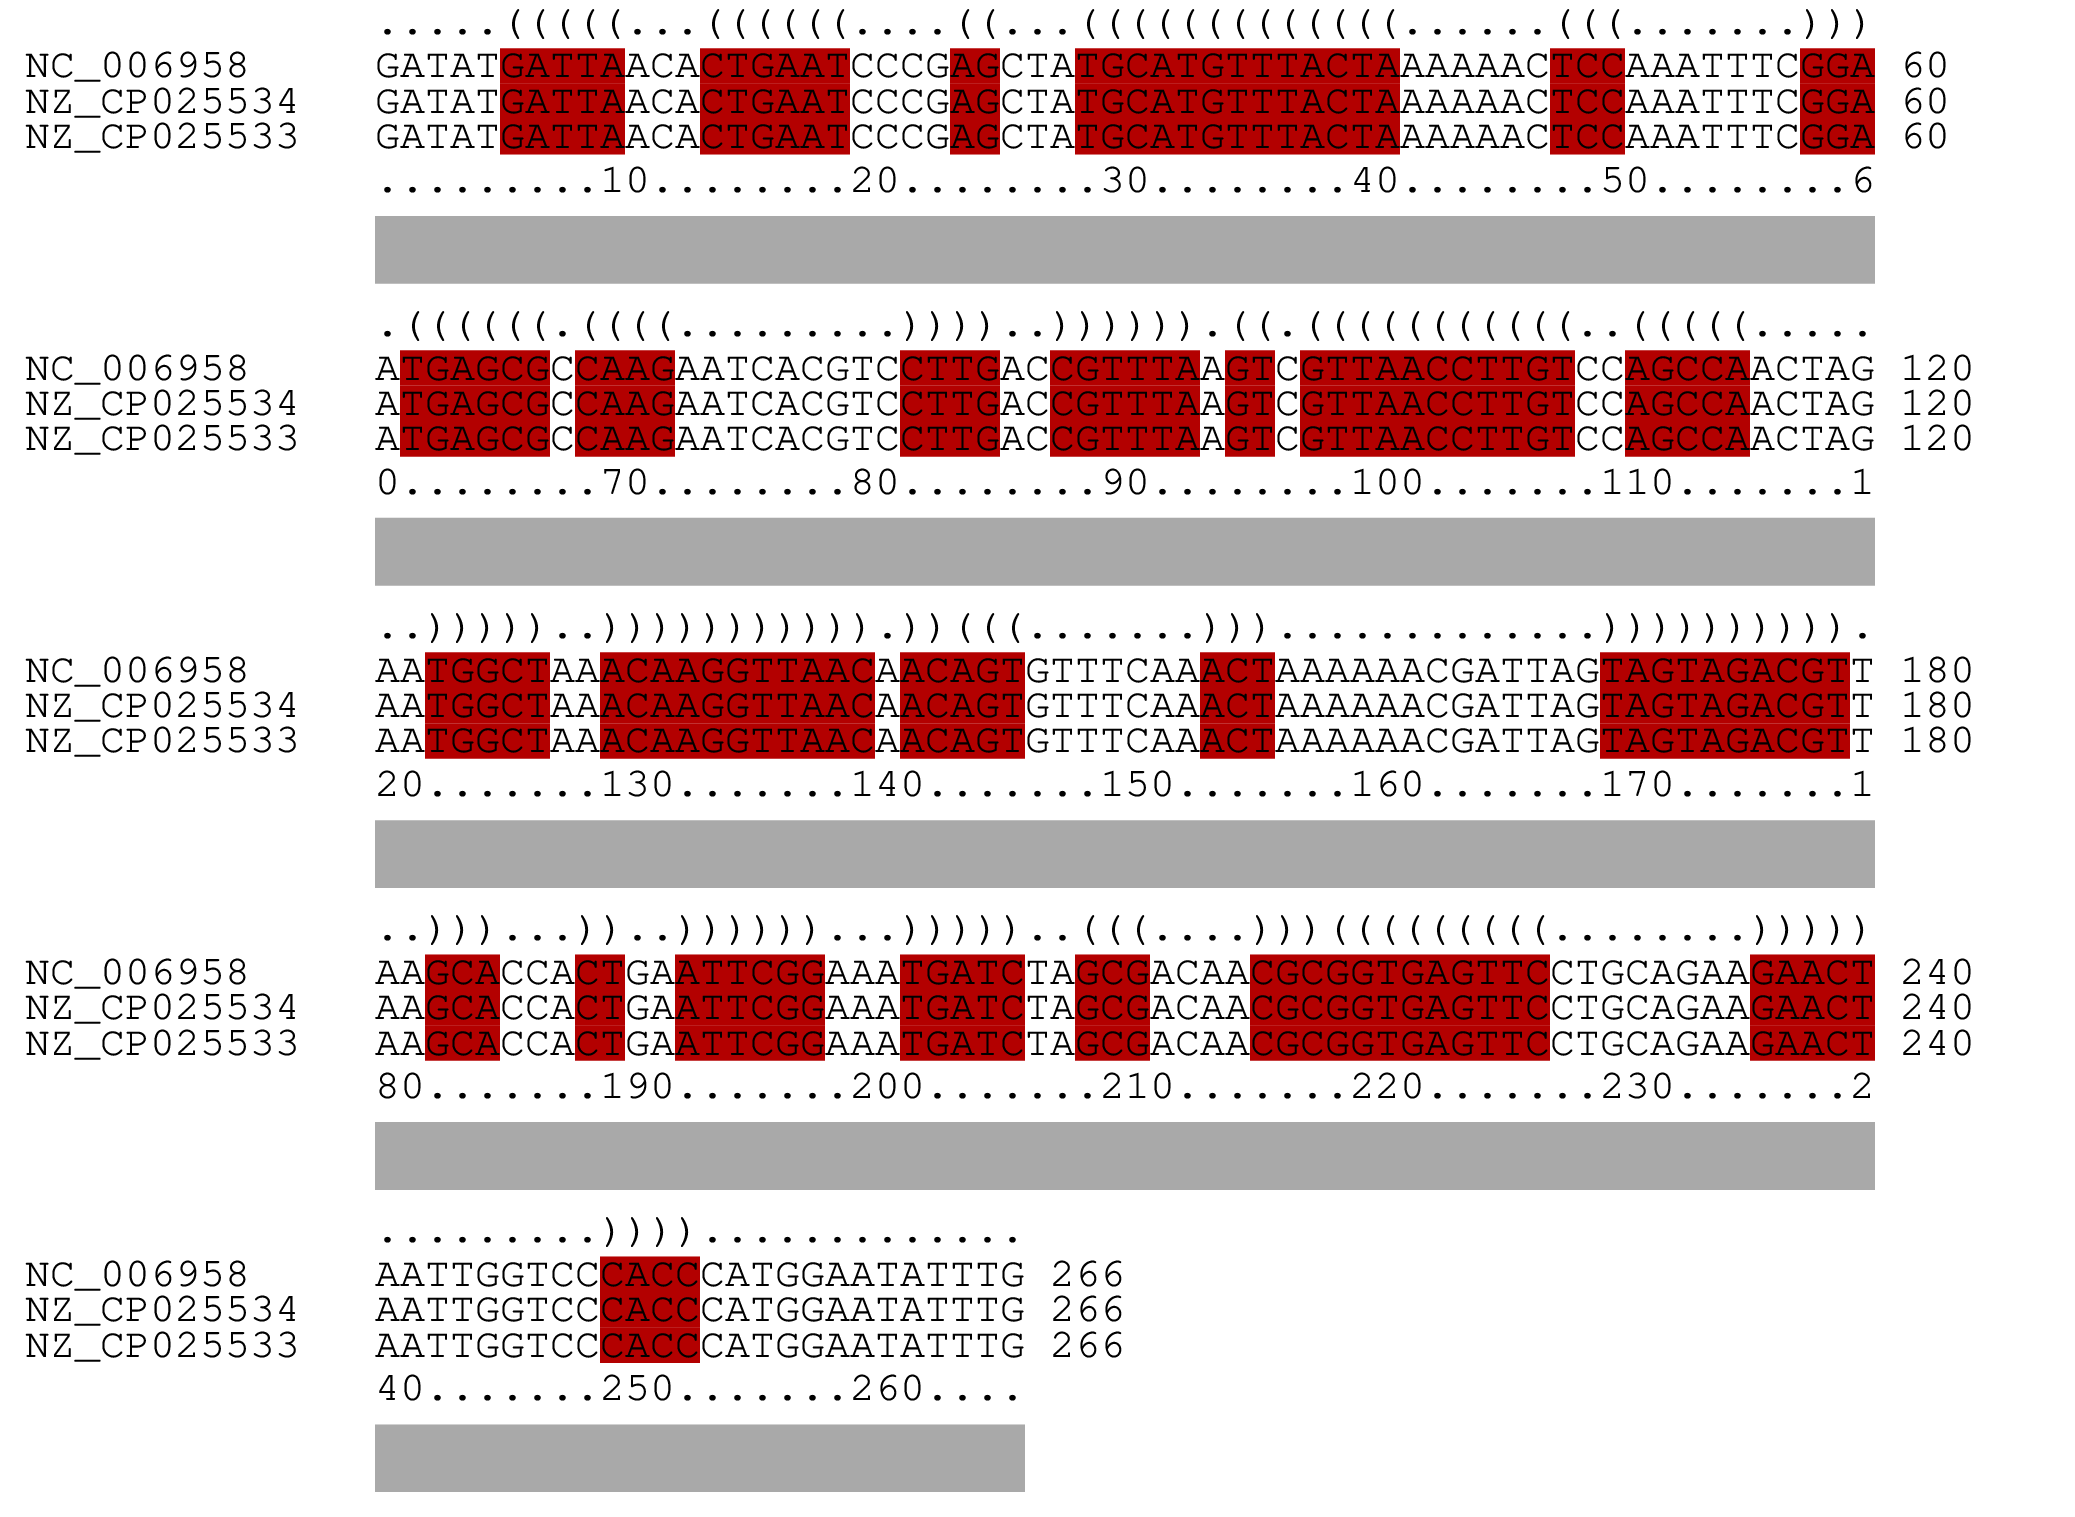 .....(((((...((((((....((...(((((((((((((......(((.......)))
NC_006958 GATATGATTAACACTGAATCCCGAGCTATGCATGTTTACTAAAAAACTCCAAATTTCGGA 60
NZ_CP025534 GATATGATTAACACTGAATCCCGAGCTATGCATGTTTACTAAAAAACTCCAAATTTCGGA 60
NZ_CP025533 GATATGATTAACACTGAATCCCGAGCTATGCATGTTTACTAAAAAACTCCAAATTTCGGA 60
.........10........20........30........40........50........6
.((((((.((((.........))))..)))))).((.(((((((((((..(((((.....
NC_006958 ATGAGCGCCAAGAATCACGTCCTTGACCGTTTAAGTCGTTAACCTTGTCCAGCCAACTAG 120
NZ_CP025534 ATGAGCGCCAAGAATCACGTCCTTGACCGTTTAAGTCGTTAACCTTGTCCAGCCAACTAG 120
NZ_CP025533 ATGAGCGCCAAGAATCACGTCCTTGACCGTTTAAGTCGTTAACCTTGTCCAGCCAACTAG 120
0........70........80........90........100.......110.......1
..)))))..))))))))))).))(((.......))).............)))))))))).
NC_006958 AATGGCTAAACAAGGTTAACAACAGTGTTTCAAACTAAAAAACGATTAGTAGTAGACGTT 180
NZ_CP025534 AATGGCTAAACAAGGTTAACAACAGTGTTTCAAACTAAAAAACGATTAGTAGTAGACGTT 180
NZ_CP025533 AATGGCTAAACAAGGTTAACAACAGTGTTTCAAACTAAAAAACGATTAGTAGTAGACGTT 180
20.......130.......140.......150.......160.......170.......1
..)))...))..))))))...)))))..(((....)))(((((((((........)))))
NC_006958 AAGCACCACTGAATTCGGAAATGATCTAGCGACAACGCGGTGAGTTCCTGCAGAAGAACT 240
NZ_CP025534 AAGCACCACTGAATTCGGAAATGATCTAGCGACAACGCGGTGAGTTCCTGCAGAAGAACT 240
NZ_CP025533 AAGCACCACTGAATTCGGAAATGATCTAGCGACAACGCGGTGAGTTCCTGCAGAAGAACT 240
80.......190.......200.......210.......220.......230.......2
.........)))).............
NC_006958 AATTGGTCCCACCCATGGAATATTTG 266
NZ_CP025534 AATTGGTCCCACCCATGGAATATTTG 266
NZ_CP025533 AATTGGTCCCACCCATGGAATATTTG 266
40.......250.......260....